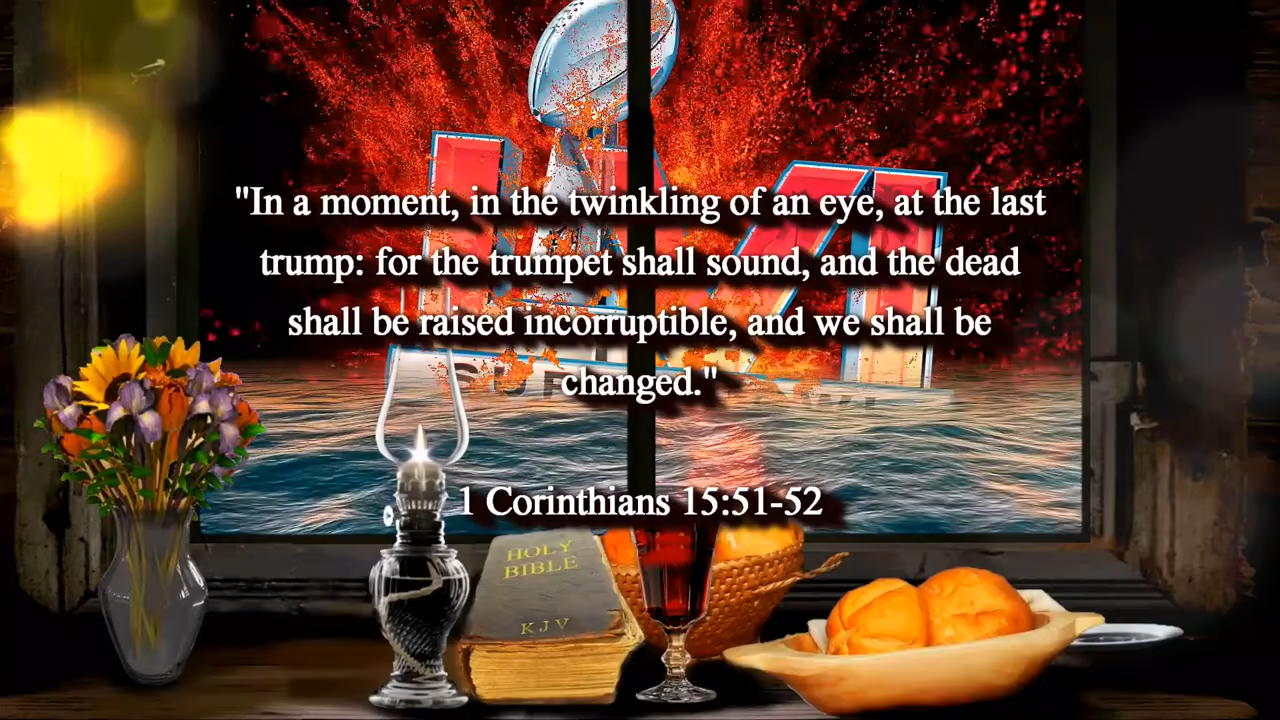 "In a moment, in the twinkling of an eye, at the last
trump: for the trumpet shall sound, and the dead
shall be raised incorruptible, and we shall be
changed."
1 Corinthians 15:51-52
HOLY
BIBLE
KJV